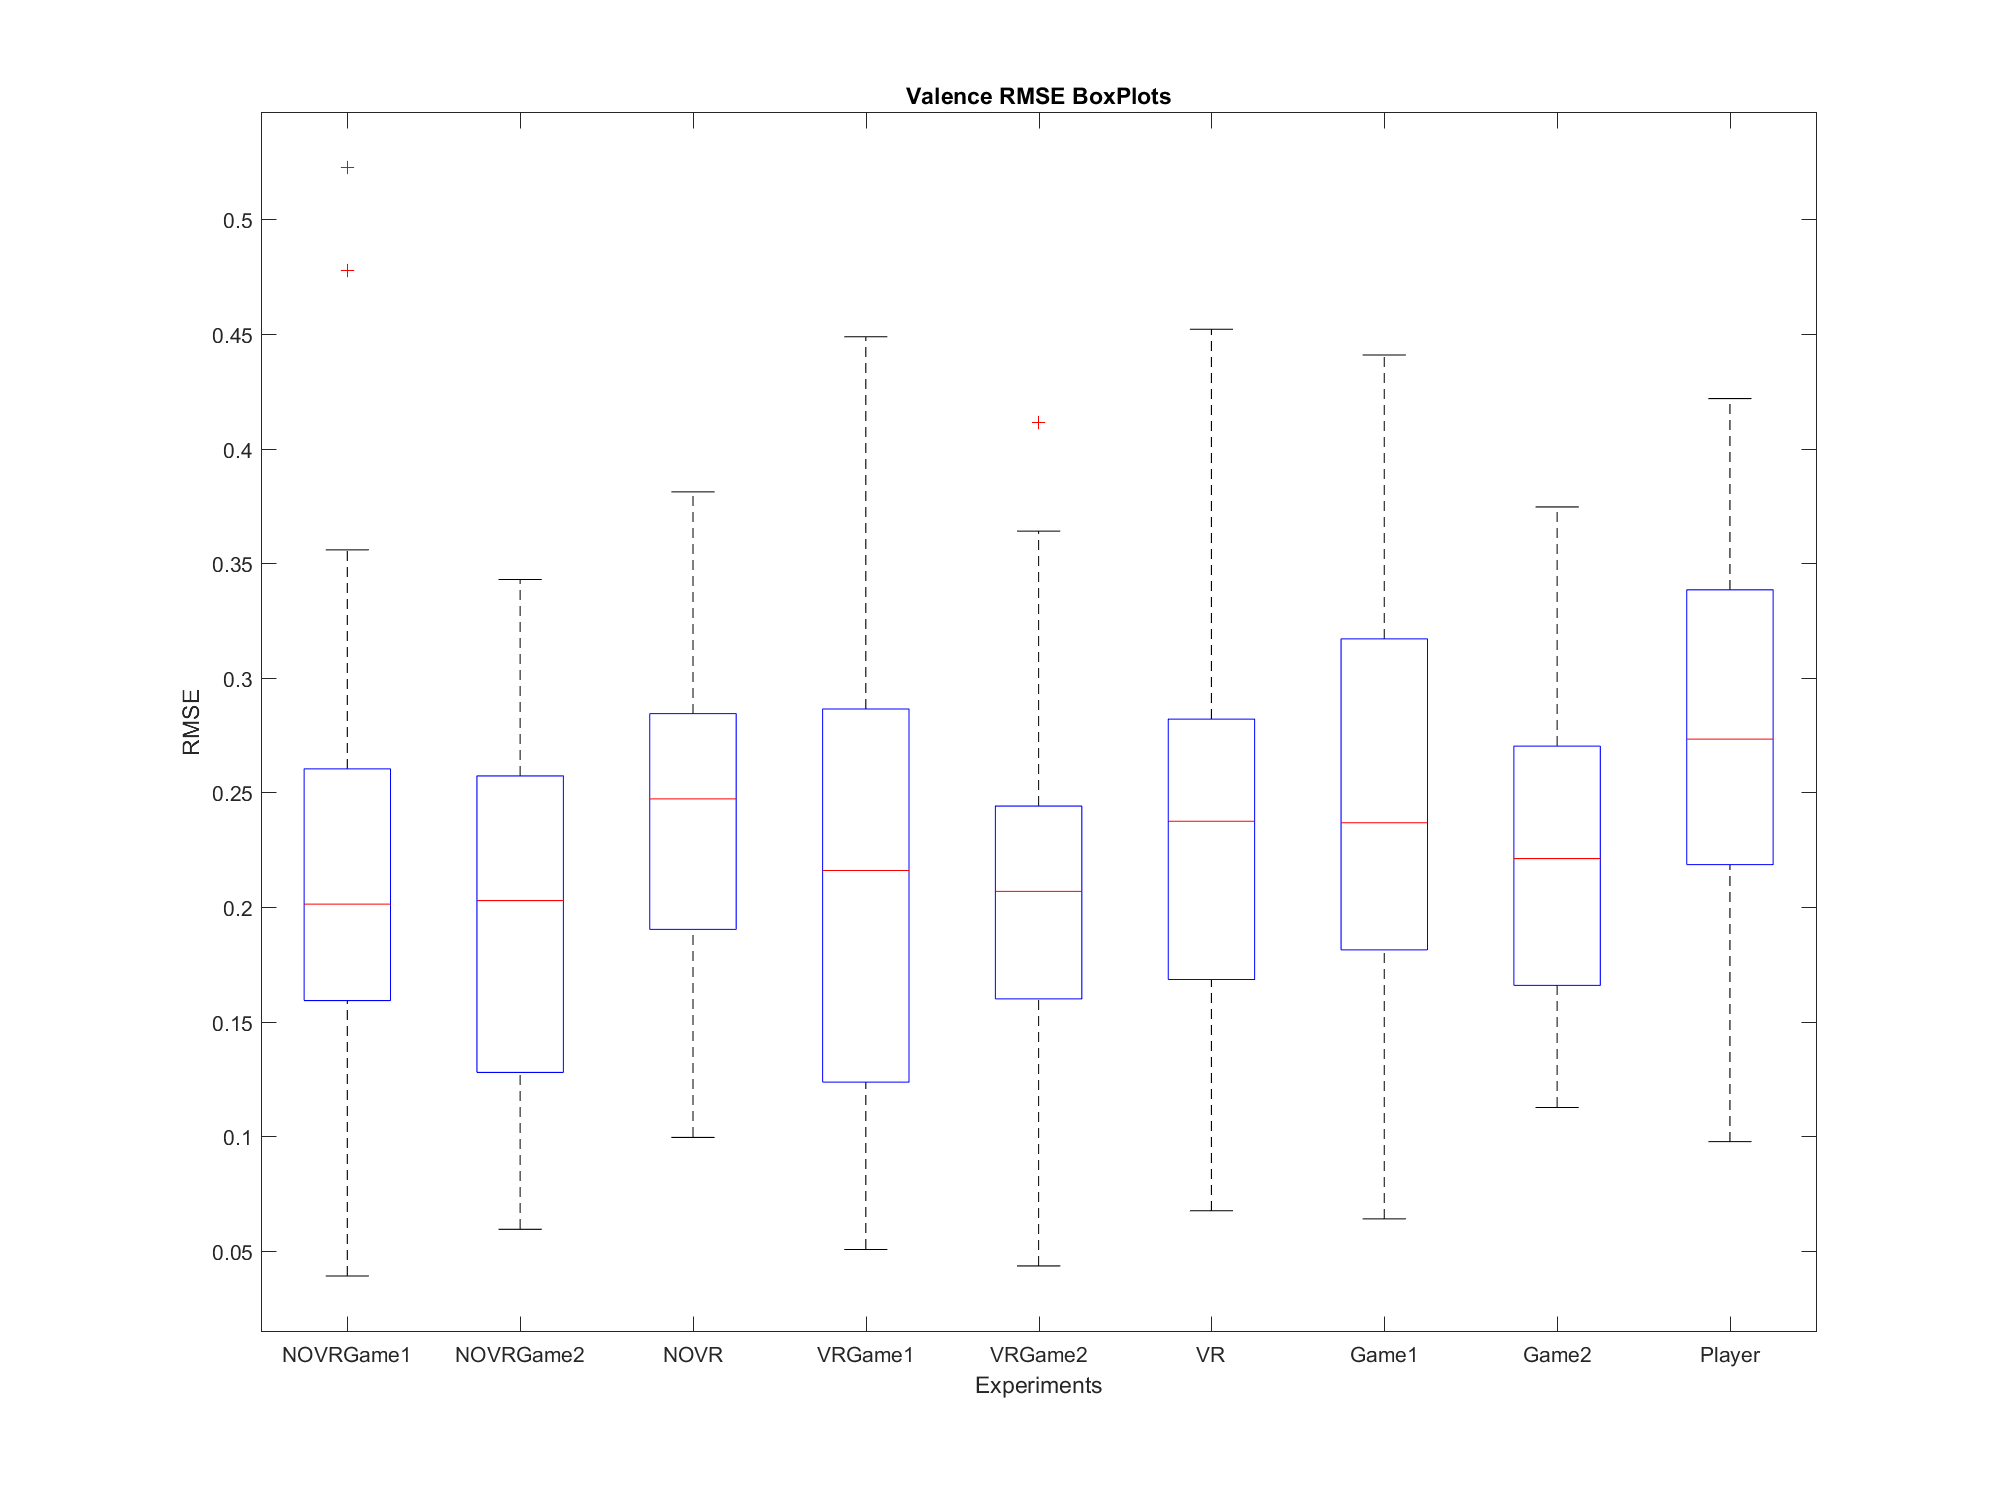 Valence RMSE BoxPlots
0.5
0.45
0.4
0.35
0.3
0.25
0.2
0.15
0.1
0.05
RMSE
NOVRGame1 NOVRGame2 NOVR VRGame1 VRGame2 VR Game1 Game2 Player
Experiments